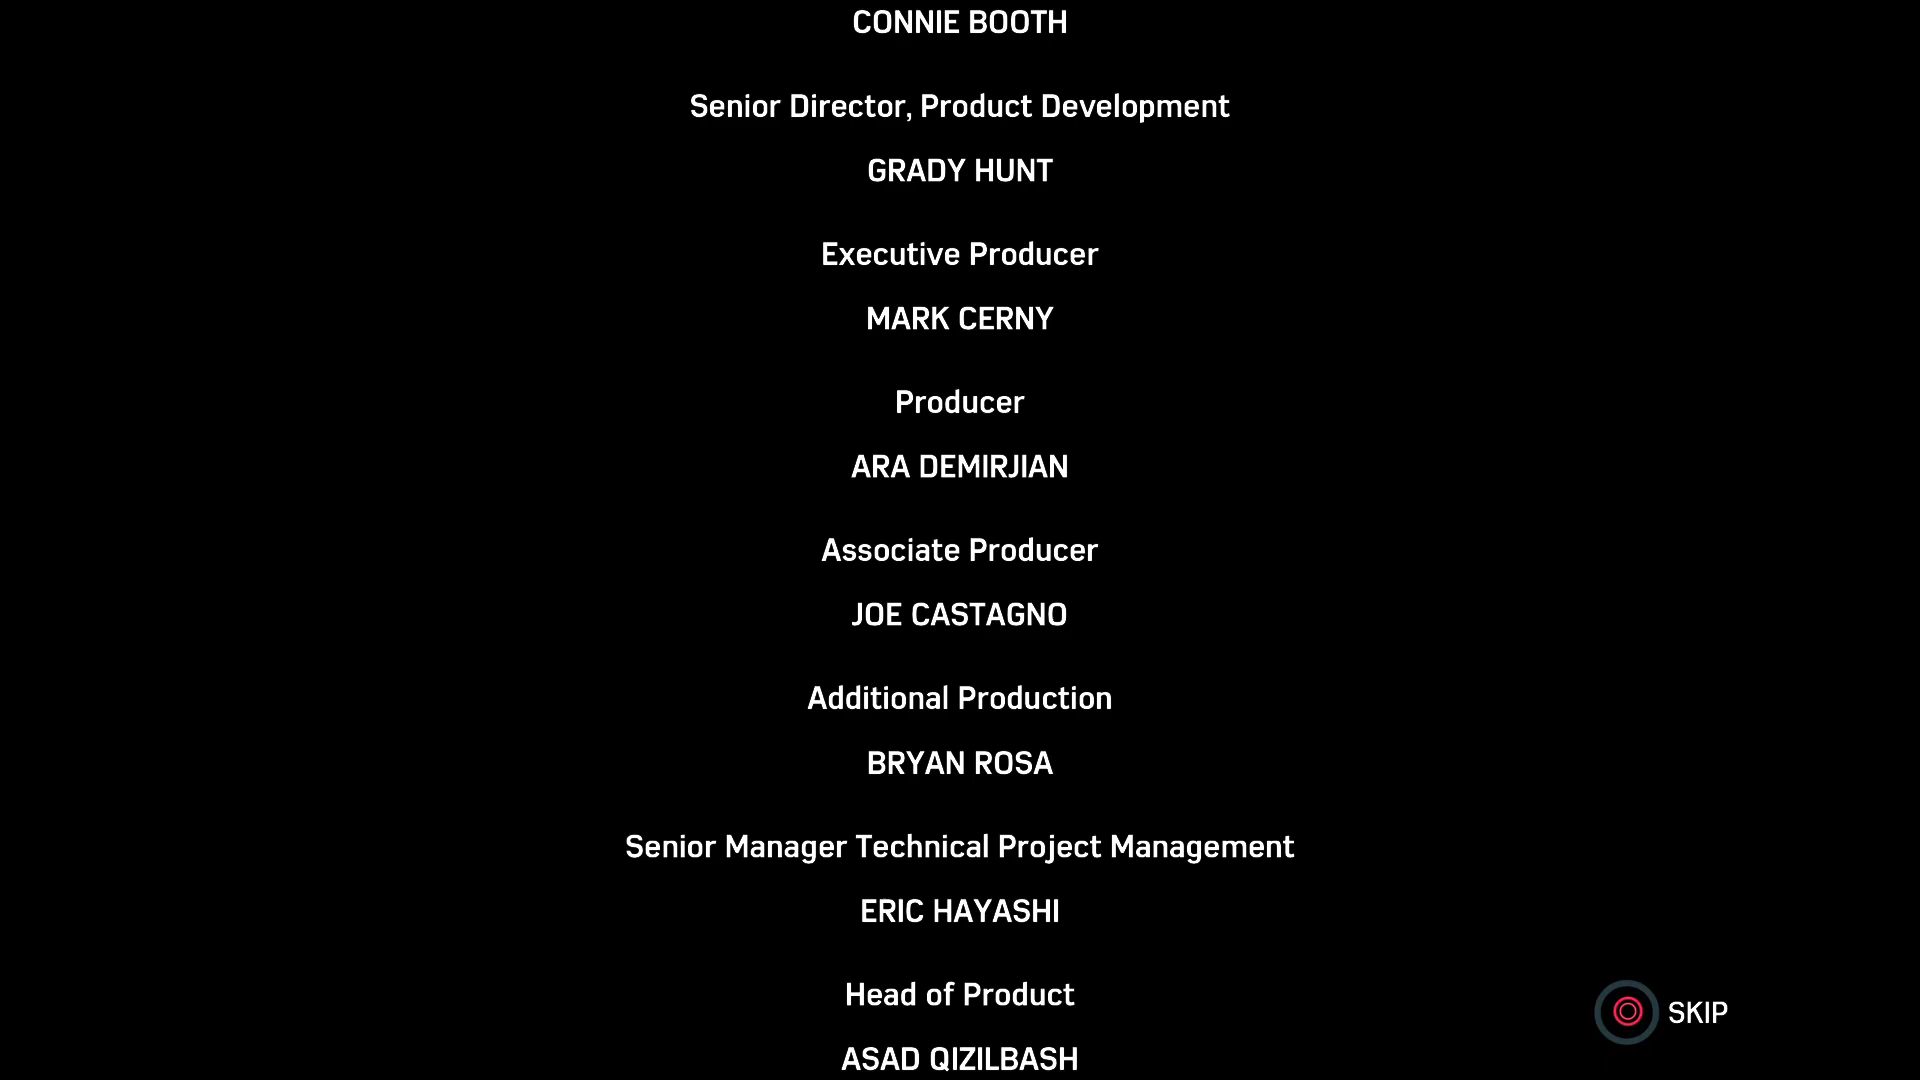 CONNIE BOOTH
Senior Director, Product Development
GRADY HUNT
Executive Producer
MARK CERNY
Producer
ARA DEMIRJIAN
Associate Producer
JOE CASTAGNO
Additional Production
BRYAN ROSA
Senior Manager Technical Project Management
ERIC HAYASHI
Head of Product
SKIP
ASAD QIZILBASH